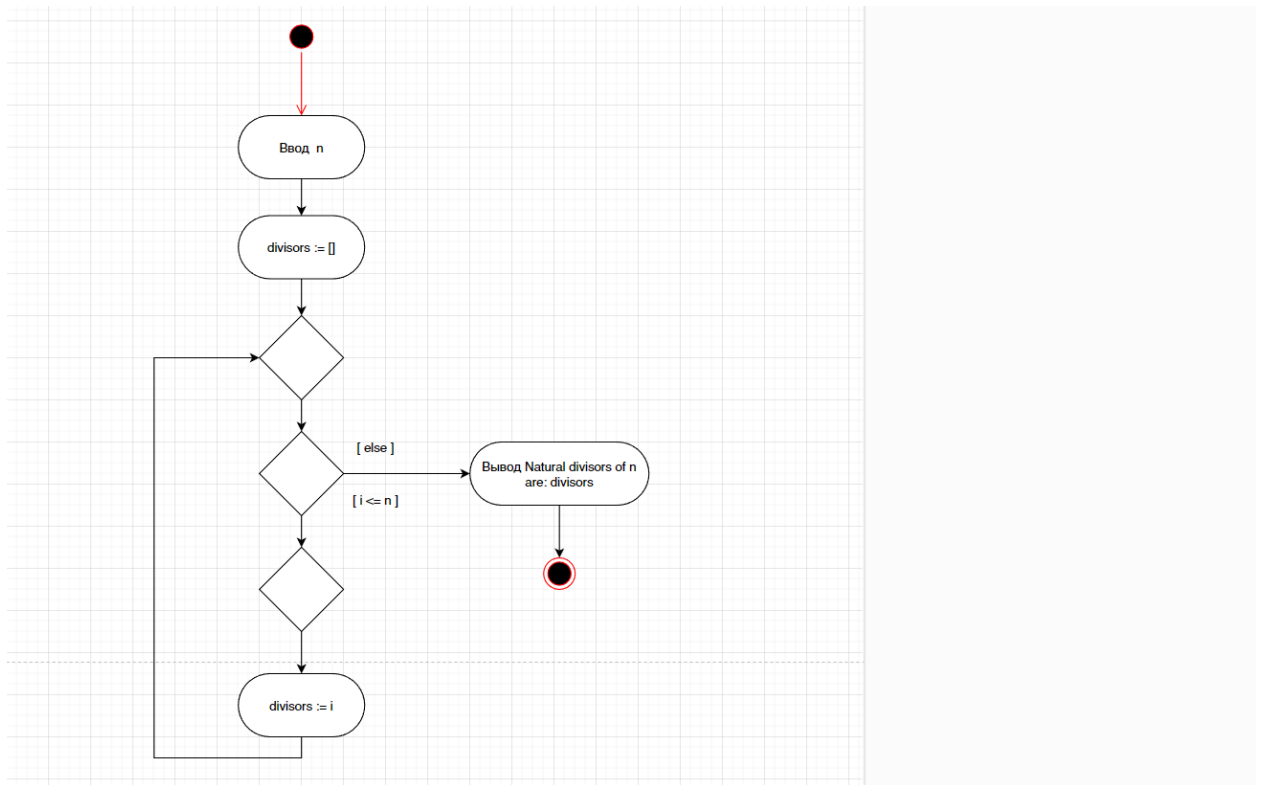 Ввод n
divisors := []
[ else ]
Вывод Natural divisors of n
are: divisors
[ i <= n ]
divisors := i